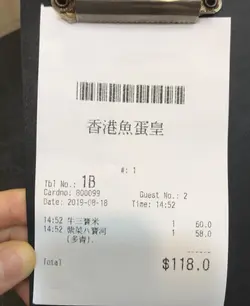 香港魚蛋皇
#: 1
Tbl No.: 1B
Cardno: 800099 Guest No.: 2
Date: 2019-08-18 Time: 14:52
14:52 牛三寶米 1 60.0
14:52 紫菜八寶河 1 58.0
(多青).
Total $118.0